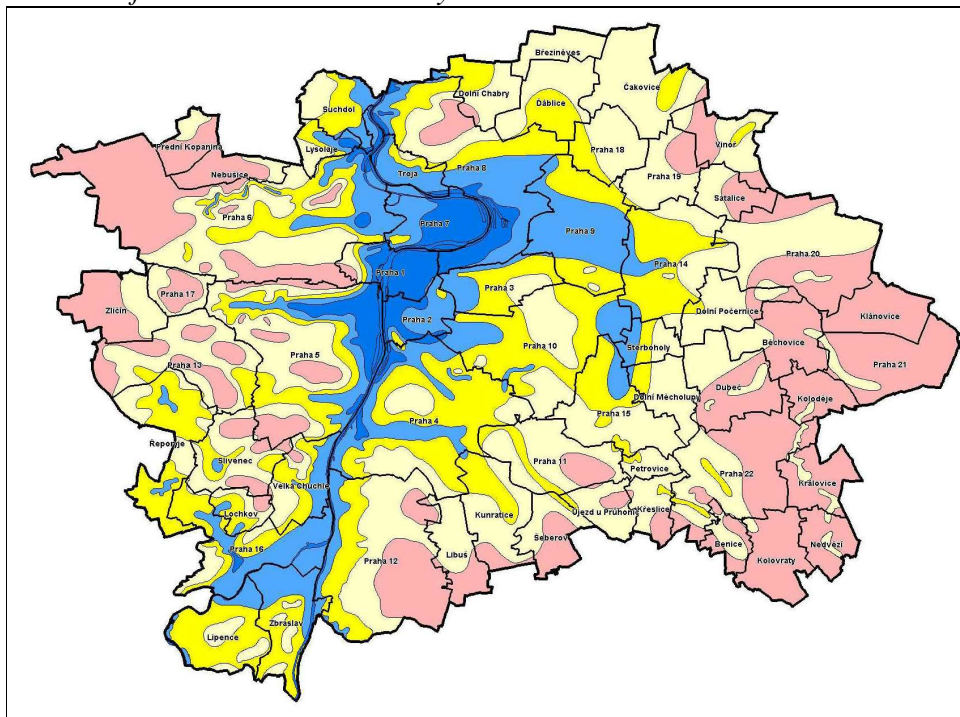 Březiněves
Čakovice
Dolní Chabry
Ďáblice
Suchdol
Praha 18
Vinoř
Přední Kopanina
Lysolaje
Nebušice
Troja
Praha 8
Praha 19
Satalice
Praha 6
Praha 7
Praha 9
Praha 20
Praha 14
Praha 1
Praha 17
Praha 3
Zličín
Dolní Počernice
Klánovice
Praha 2
Štěrboholy
Běchovice
Praha 10
Praha 5
Praha 13
Praha 21
Dubeč
Dolní Měcholupy
Koloděje
Praha 15
Praha 4
Řeporyje
Slivenec
Praha 11
Petrovice
Praha 22
Velká Chuchle
Královice
Lochkov
Kunratice
Újezd u Průhonic
Křeslice
Šeberov
Benice
Nedvězí
Praha 16
Libuš
Praha 12
Kolovraty
Lipence
Zbraslav